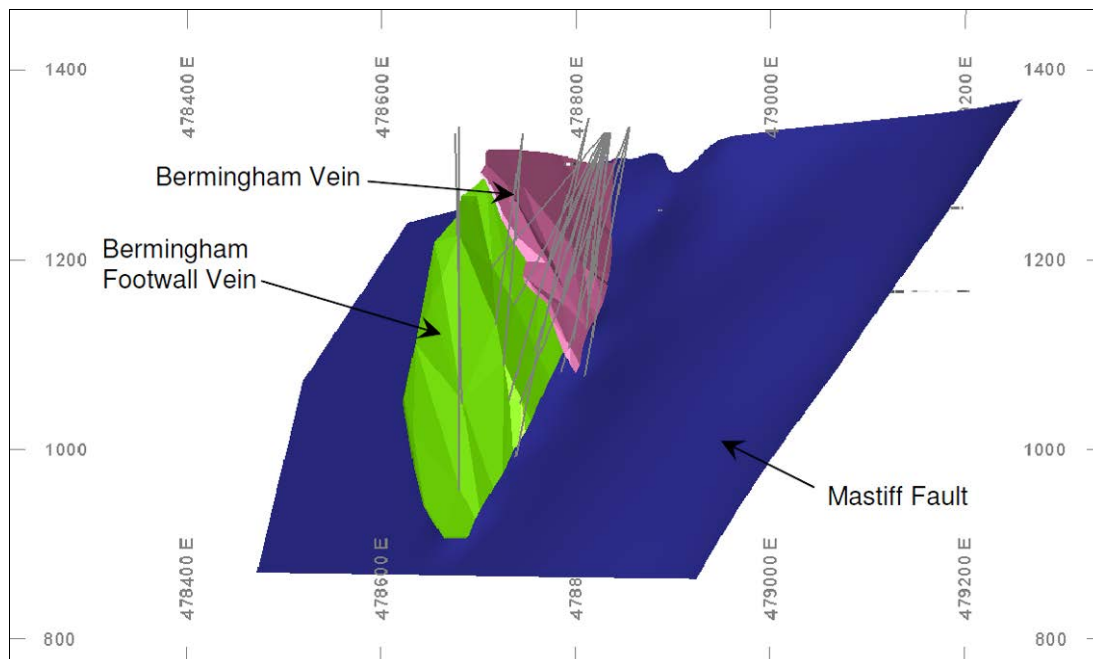 478400 E
478600 E
478800 E
479000 E
200 E
1400
1400
Bermingham Vein
Bermingham
Footwall Vein
1200
1200
1000
1000
Mastiff Fault
478400 E
478600 E
4788
479000 E
479200 E
800
800